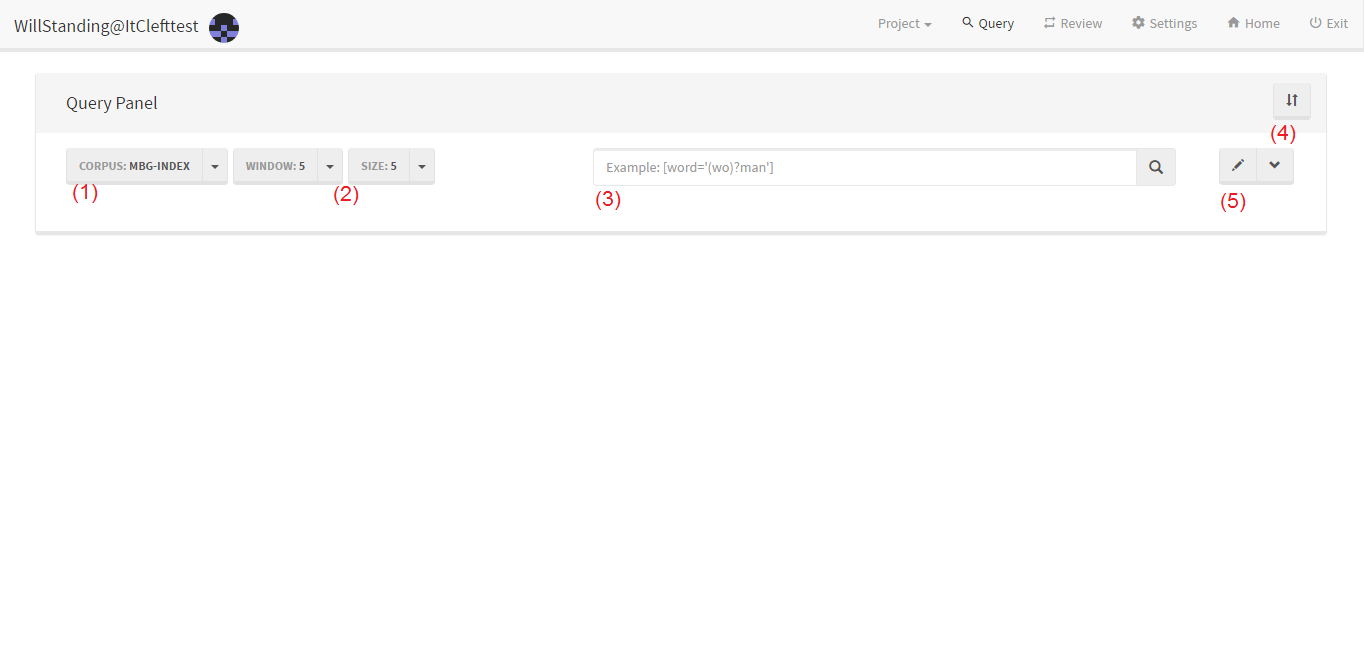 WillStanding@ItClefttest Project Query Review Settings Home Exit
Query Panel
(4)
CORPUS: MBG-INDEX WINDOW: 5 SIZE: 5 Example: [word='(wo)?man']
(1) (2) (3) (5)